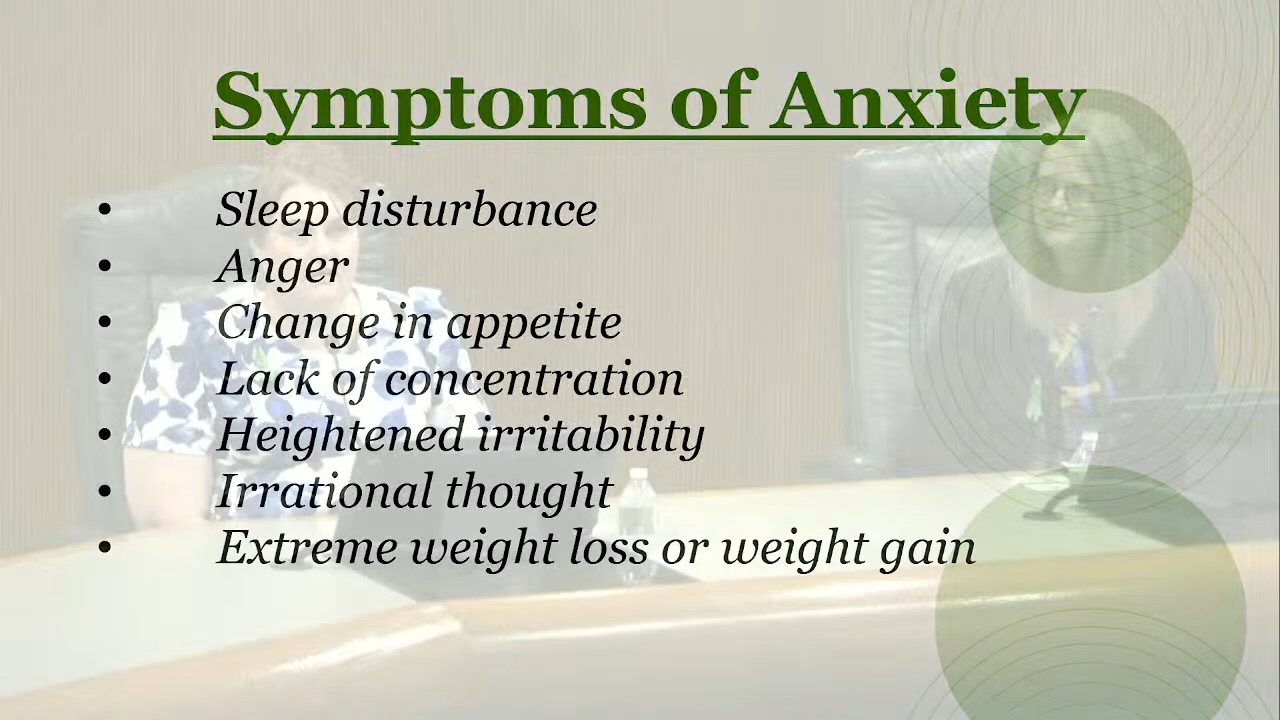 Symptoms of Anxiety
• Sleep disturbance
• Anger
• Change in appetite
• Lack of concentration
• Heightened irritability
• Irrational thought
• Extreme weight loss or weight gain